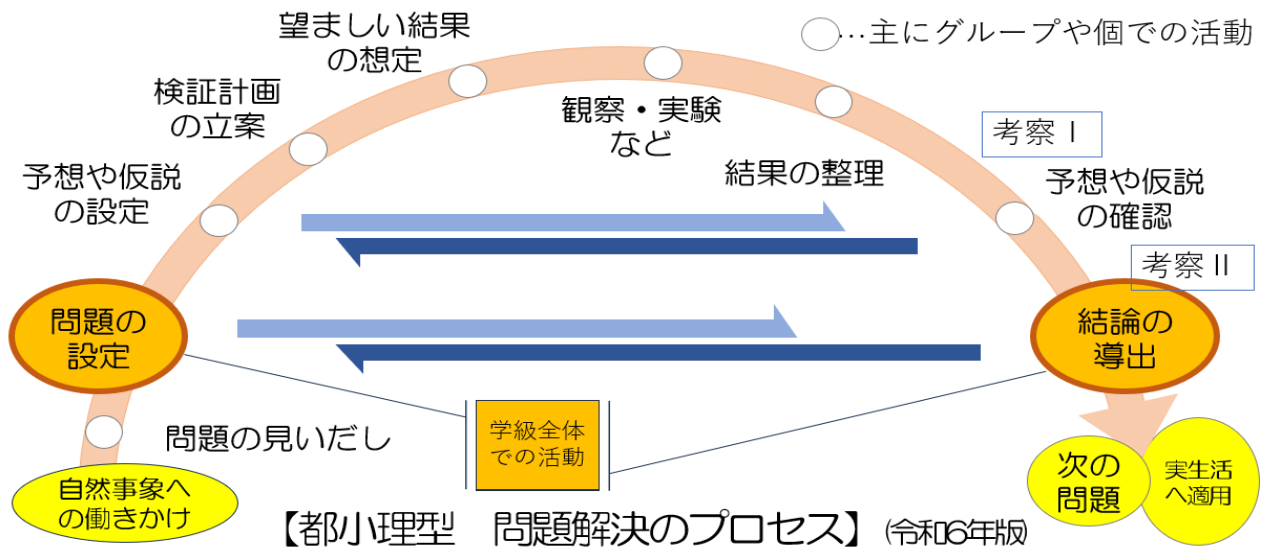 望ましい結果
の想定
○…主にグループや個での活動
検証計画
の立案
観察・実験
など
考察Ⅰ
予想や仮説
の設定
結果の整理
予想や仮説
の確認
考察Ⅱ
問題の
設定
結論の
導出
学級全体
での活動
問題の見いだし
自然事象へ
の働きかけ
次の
問題
実生活
へ適用
【都小理型　問題解決のプロセス】(令和6年版)